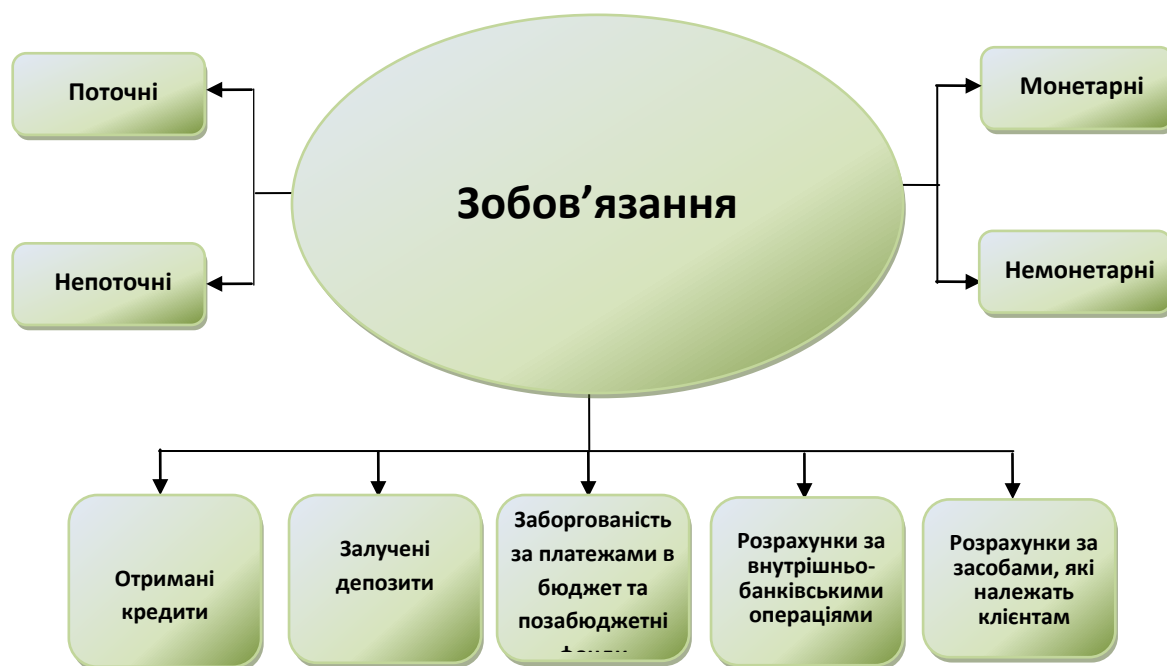 Зобов’язання
Поточні
Непоточні
Монетарні
Немонетарні
Отримані
кредити
Залучені
депозити
Заборгованість
за платежами в
бюджет та
позабюджетні
Розрахунки за
внутрішньо-
банківськими
операціями
Розрахунки за
засобами, які
належать
клієнтам